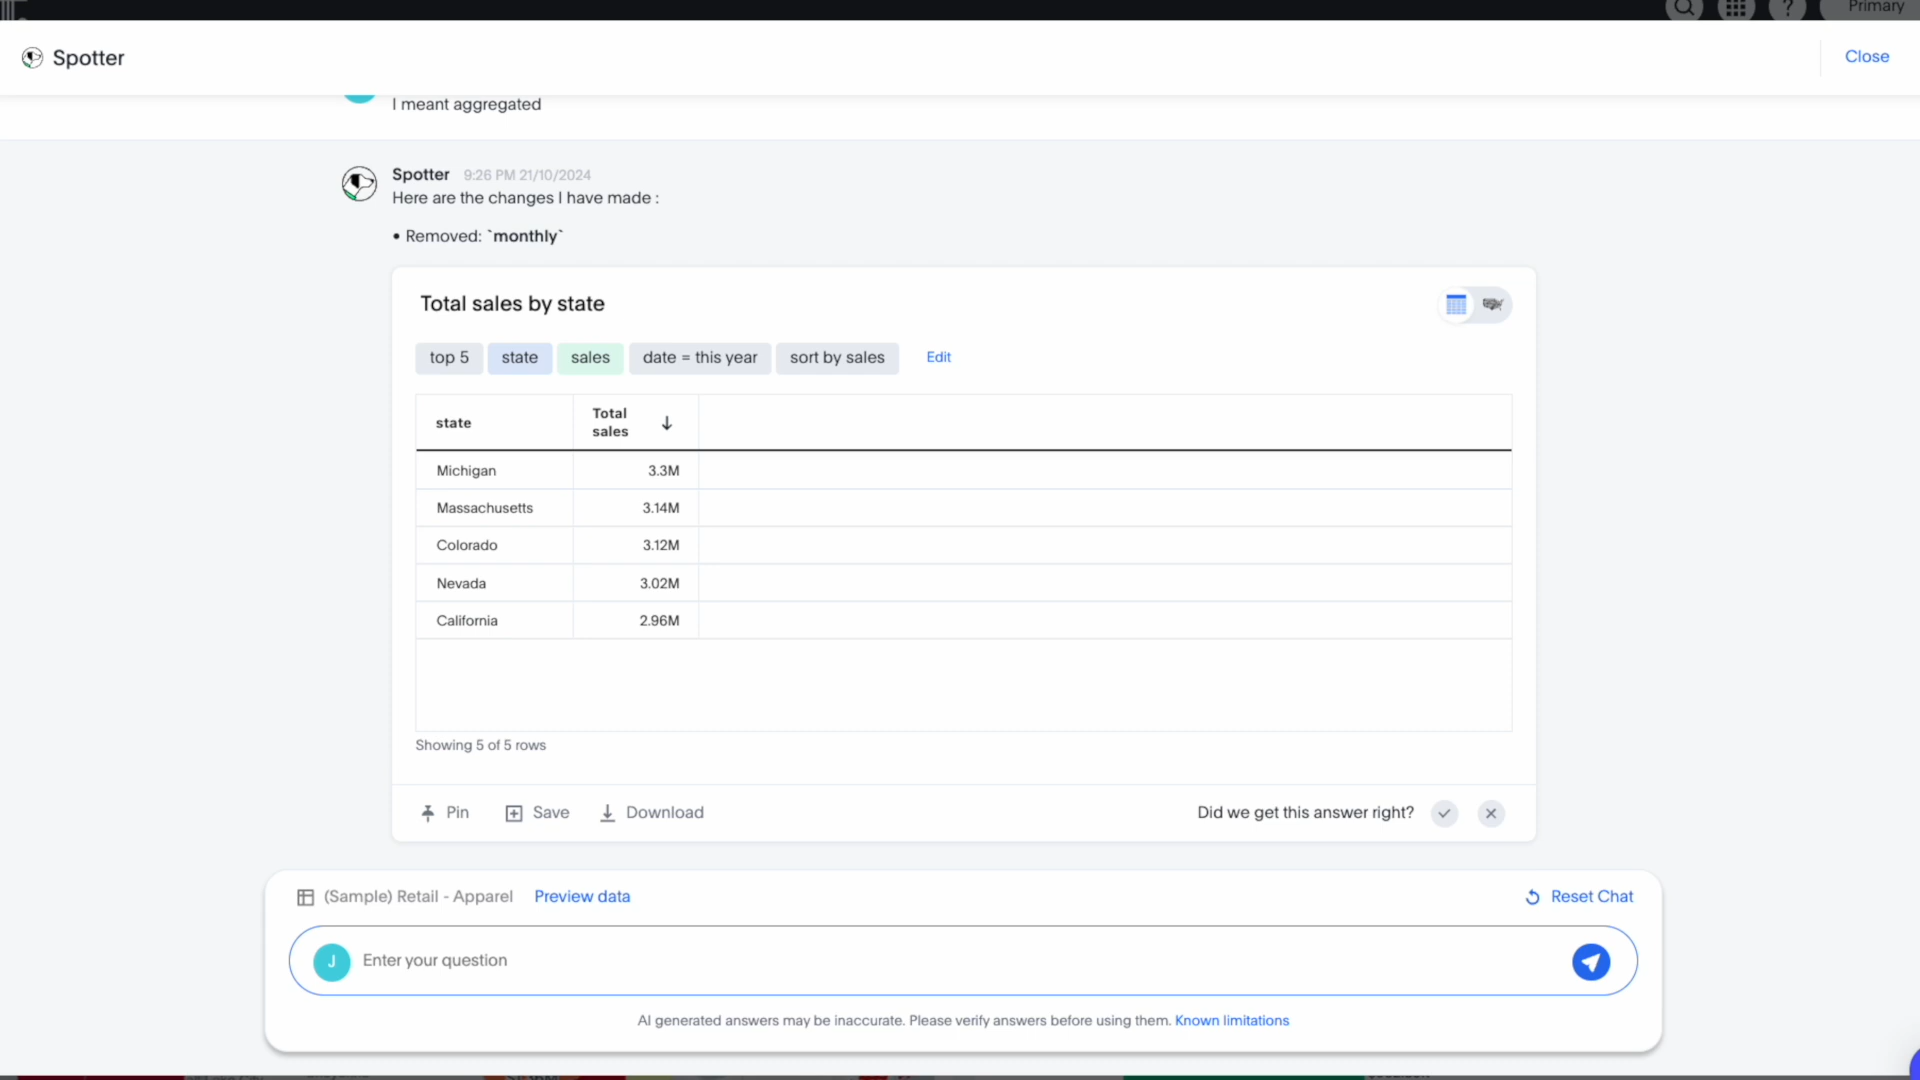 Primary
Spotter
Close
I meant aggregated
Spotter 9:26 PM 21/10/2024
Here are the changes I have made :
• Removed: `monthly`
Total sales by state
top 5 state sales date = this year sort by sales Edit
state Total sales
Michigan 3.3M
Massachusetts 3.14M
Colorado 3.12M
Nevada 3.02M
California 2.96M
Showing 5 of 5 rows
Pin Save Download Did we get this answer right?
(Sample) Retail - Apparel Preview data Reset Chat
J Enter your question
AI generated answers may be inaccurate. Please verify answers before using them. Known limitations